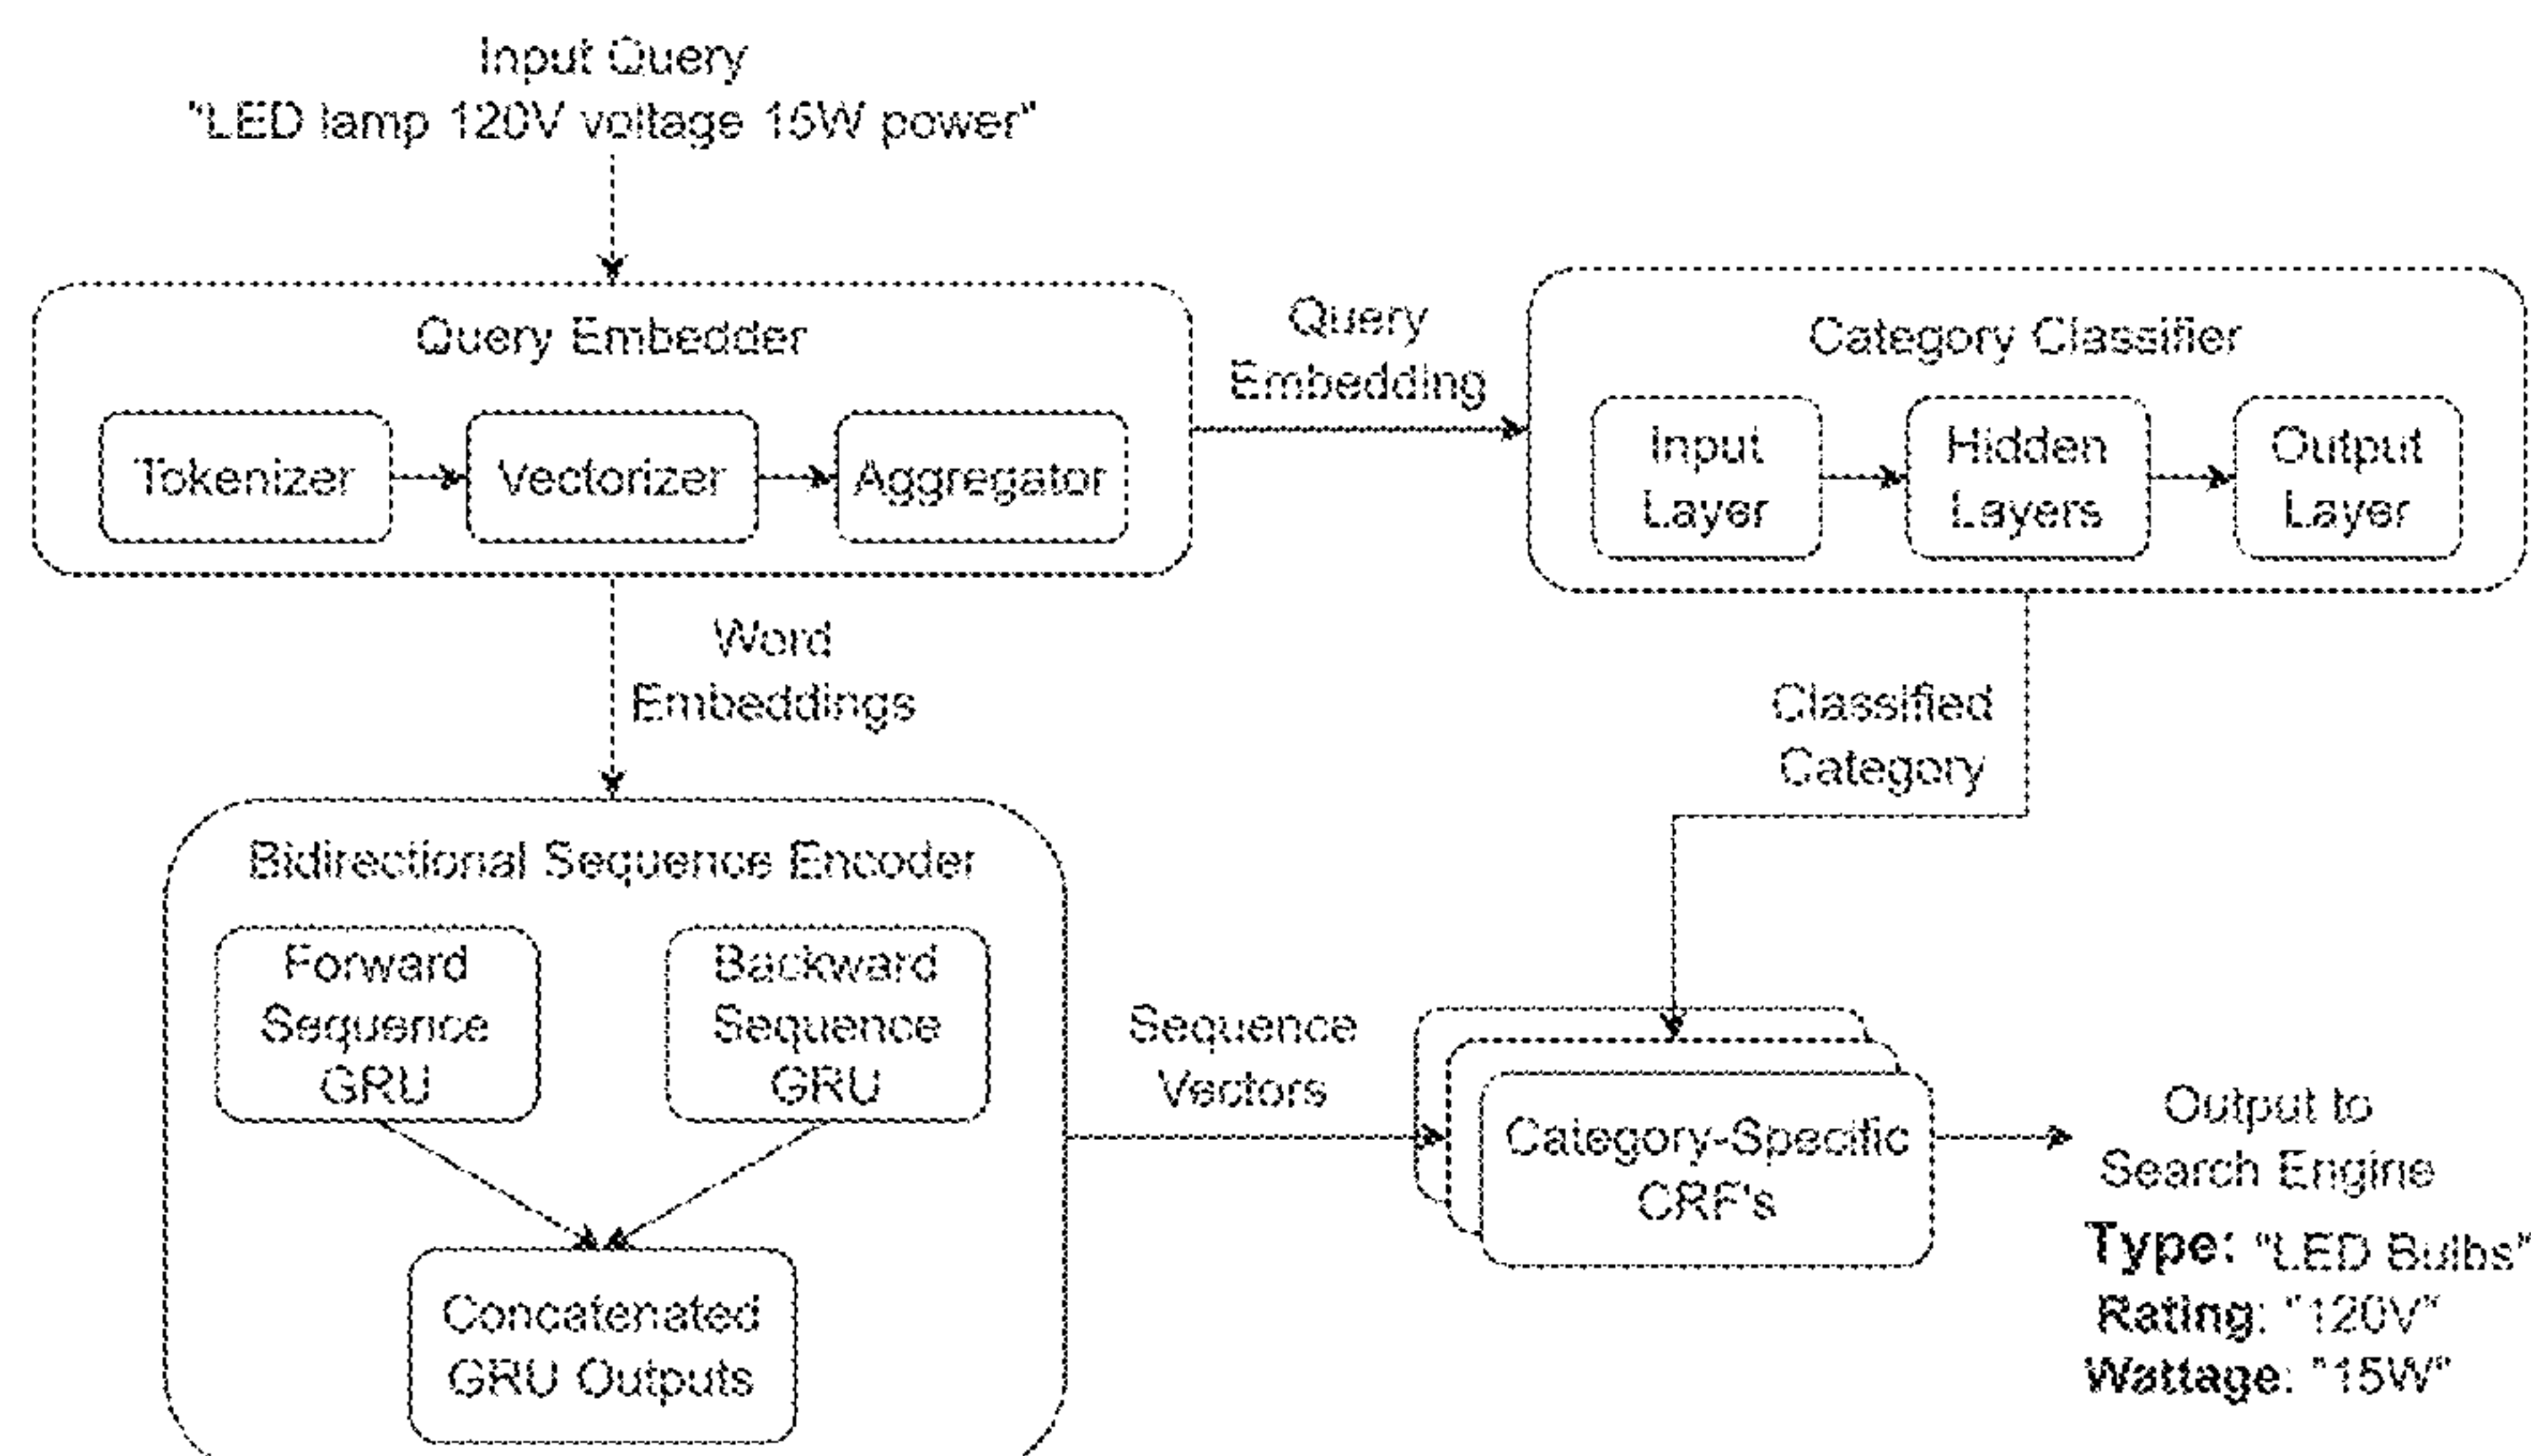 Input Query
"LED lamp 120V voltage 15W power"
Query Embedder
Tokenizer
Vectorizer
Aggregator
Query
Embedding
Category Classifier
Input
Layer
Hidden
Layers
Output
Layer
Word
Embeddings
Classified
Category
Bidirectional Sequence Encoder
Forward
Sequence
GRU
Backward
Sequence
GRU
Concatenated
GRU Outputs
Sequence
Vectors
Category-Specific
CRF's
Output to
Search Engine
Type: "LED Bulbs"
Rating: "120V"
Wattage: "15W"